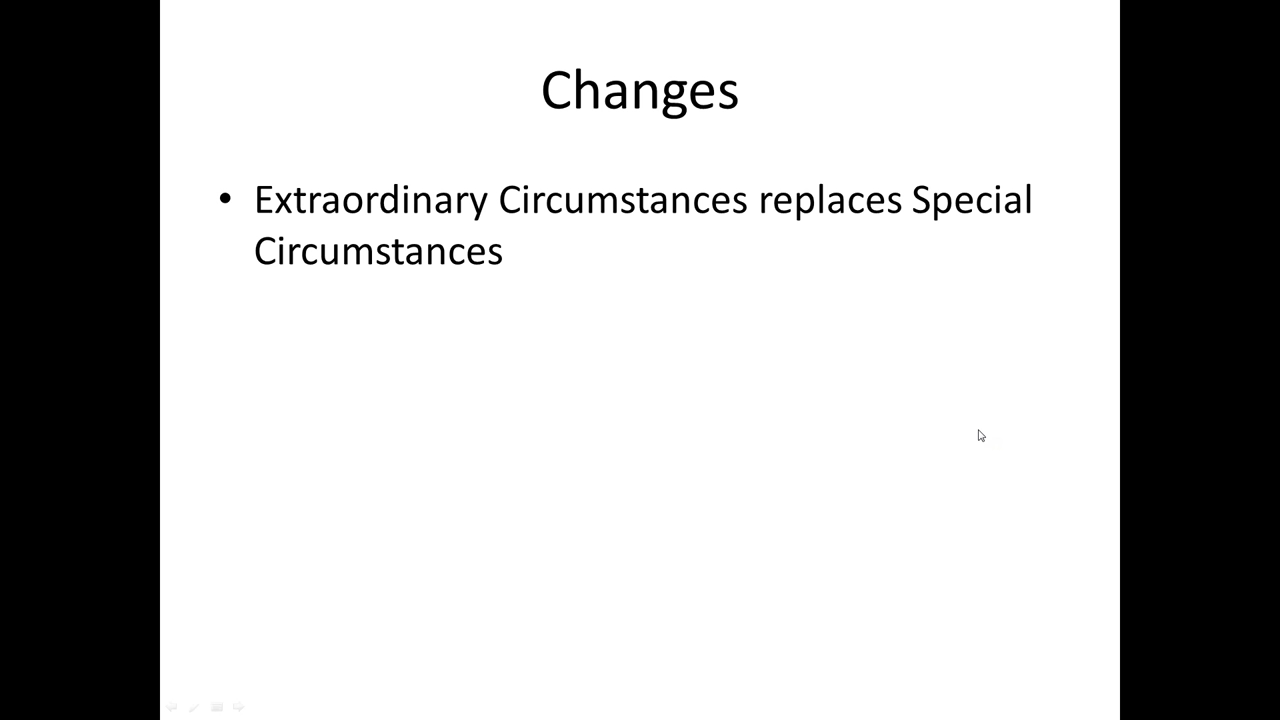 Changes
• Extraordinary Circumstances replaces Special
Circumstances